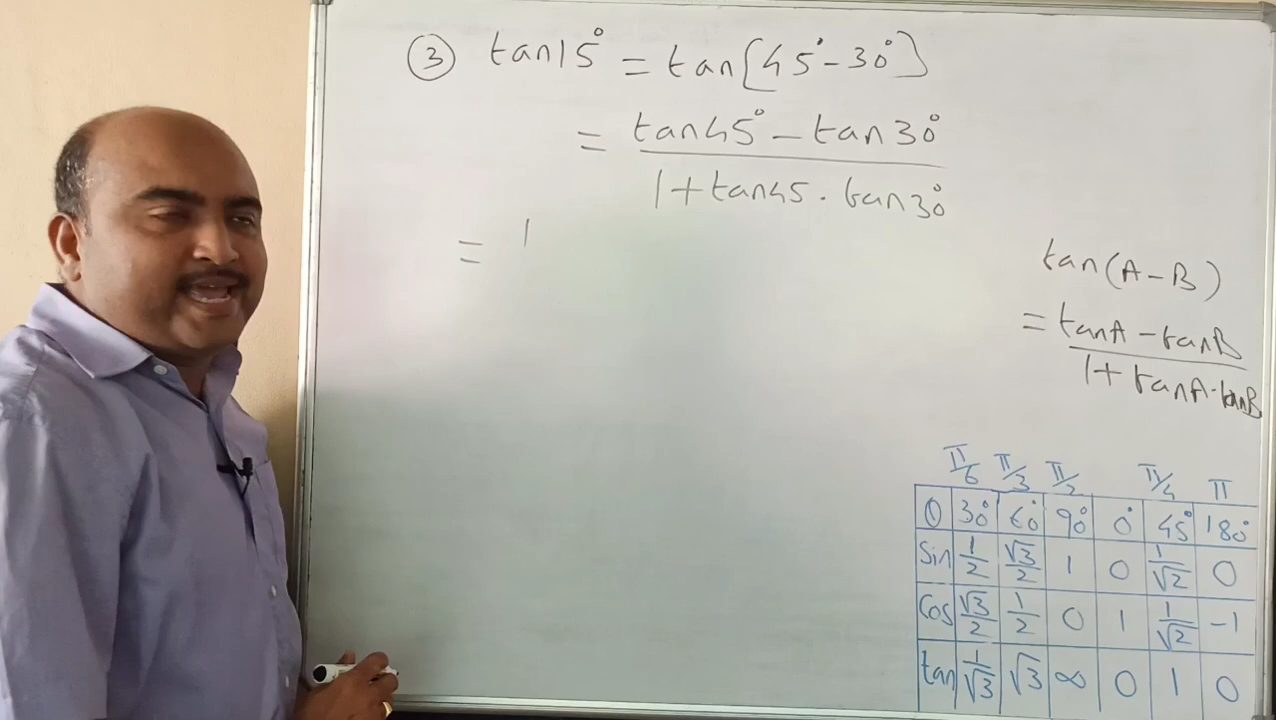 ③ tan15° = tan[45°-30°]
= tan45° - tan30°
1+tan45 . tan30°
= 1
tan(A-B)
= tanA - tanB
1+ tanA.tanB
π/6 π/3 π/2 π/4 π
θ 30° 60° 90° 0° 45° 180°
Sin 1/2 √3/2 1 0 1/√2 0
Cos √3/2 1/2 0 1 1/√2 -1
tan 1/√3 √3 ∞ 0 1 0